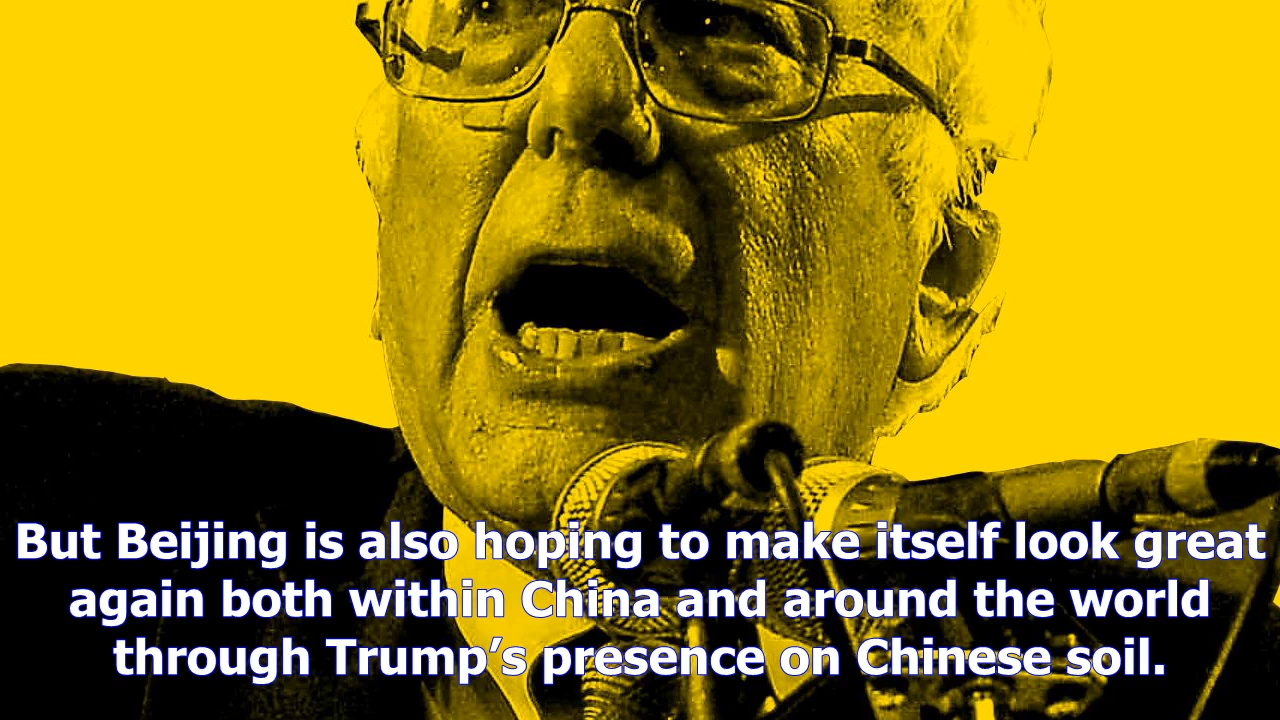 But Beijing is also hoping to make itself look great
again both within China and around the world
through Trump’s presence on Chinese soil.